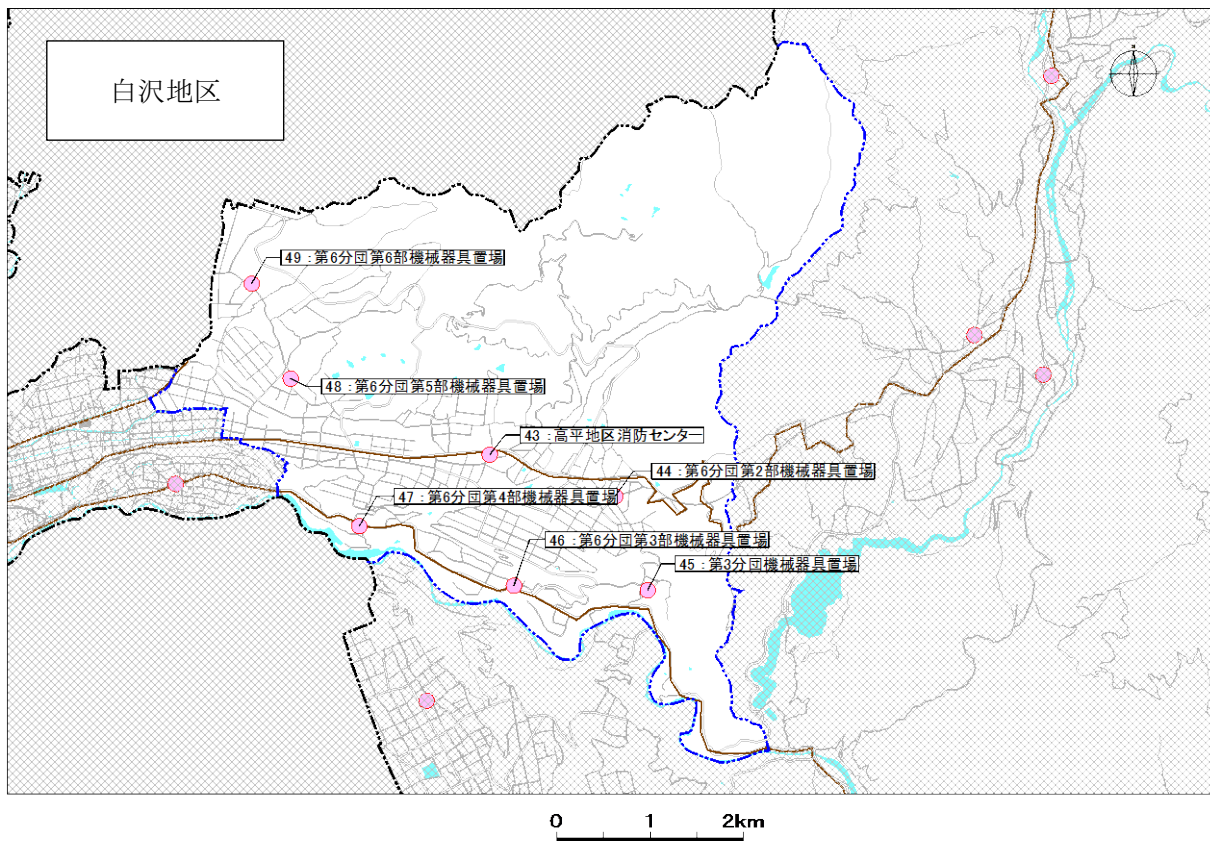 白沢地区
49：第6分団第6部機械器具置場
48：第6分団第5部機械器具置場
43：高平地区消防センター
44：第6分団第2部機械器具置場
47：第6分団第4部機械器具置場
46：第6分団第3部機械器具置場
45：第3分団機械器具置場
0 1 2km